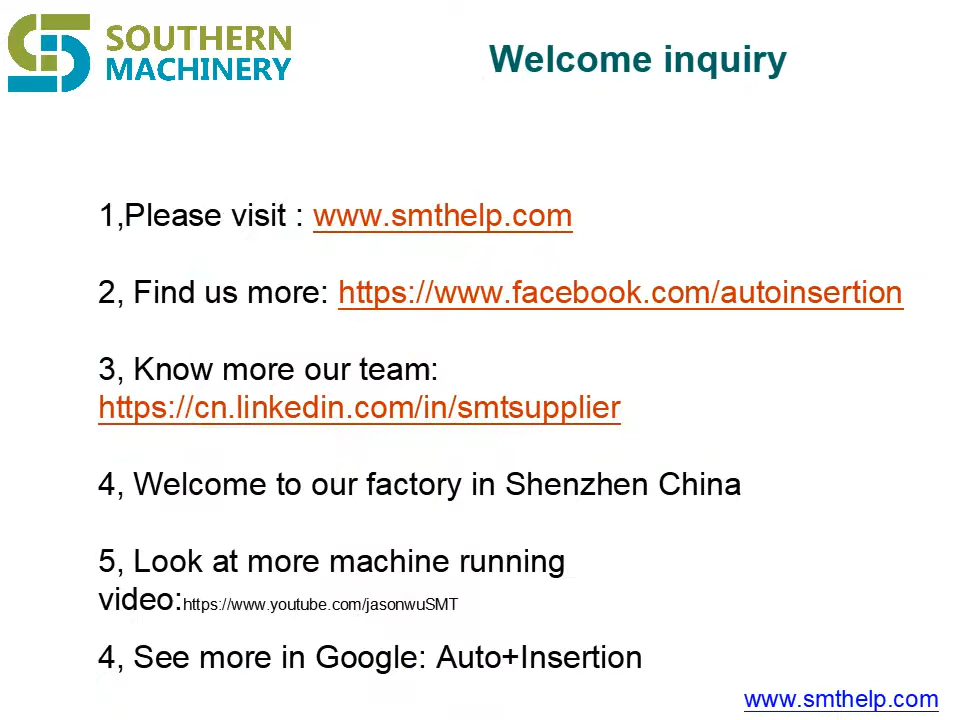 SOUTHERN
MACHINERY
Welcome inquiry
1,Please visit : www.smthelp.com
2, Find us more: https://www.facebook.com/autoinsertion
3, Know more our team:
https://cn.linkedin.com/in/smtsupplier
4, Welcome to our factory in Shenzhen China
5, Look at more machine running
video:https://www.youtube.com/jasonwuSMT
4, See more in Google: Auto+Insertion
www.smthelp.com